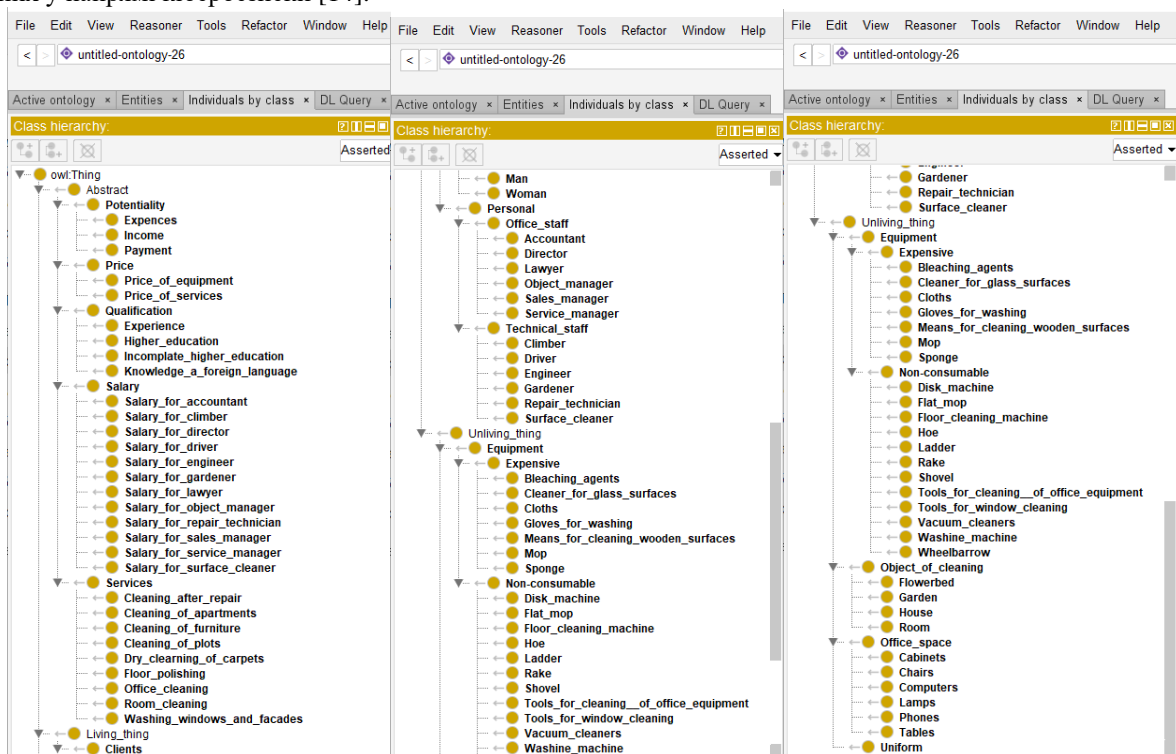 File Edit View Reasoner Tools Refactor Window Help
< > untitled-ontology-26
Active ontology × Entities × Individuals by class × DL Query ×
Class hierarchy:
Asserted
owl:Thing
Abstract
Potentiality
Expences
Income
Payment
Price
Price_of_equipment
Price_of_services
Qualification
Experience
Higher_education
Incomplate_higher_education
Knowledge_a_foreign_language
Salary
Salary_for_accountant
Salary_for_climber
Salary_for_director
Salary_for_driver
Salary_for_engineer
Salary_for_gardener
Salary_for_lawyer
Salary_for_object_manager
Salary_for_repair_technician
Salary_for_sales_manager
Salary_for_service_manager
Salary_for_surface_cleaner
Services
Cleaning_after_repair
Cleaning_of_apartments
Cleaning_of_furniture
Cleaning_of_plots
Dry_clearning_of_carpets
Floor_polishing
Office_cleaning
Room_cleaning
Washing_windows_and_facades
Living_thing
Clients
File Edit View Reasoner Tools Refactor Window Help
< > untitled-ontology-26
Active ontology × Entities × Individuals by class × DL Query ×
Class hierarchy:
Asserted
Man
Woman
Personal
Office_staff
Accountant
Director
Lawyer
Object_manager
Sales_manager
Service_manager
Technical_staff
Climber
Driver
Engineer
Gardener
Repair_technician
Surface_cleaner
Unliving_thing
Equipment
Expensive
Bleaching_agents
Cleaner_for_glass_surfaces
Cloths
Gloves_for_washing
Means_for_cleaning_wooden_surfaces
Mop
Sponge
Non-consumable
Disk_machine
Flat_mop
Floor_cleaning_machine
Hoe
Ladder
Rake
Shovel
Tools_for_cleaning__of_office_equipment
Tools_for_window_cleaning
Vacuum_cleaners
Washine_machine
File Edit View Reasoner Tools Refactor Window Help
< > untitled-ontology-26
Active ontology × Entities × Individuals by class × DL Query ×
Class hierarchy:
Asserted
Gardener
Repair_technician
Surface_cleaner
Unliving_thing
Equipment
Expensive
Bleaching_agents
Cleaner_for_glass_surfaces
Cloths
Gloves_for_washing
Means_for_cleaning_wooden_surfaces
Mop
Sponge
Non-consumable
Disk_machine
Flat_mop
Floor_cleaning_machine
Hoe
Ladder
Rake
Shovel
Tools_for_cleaning__of_office_equipment
Tools_for_window_cleaning
Vacuum_cleaners
Washine_machine
Wheelbarrow
Object_of_cleaning
Flowerbed
Garden
House
Room
Office_space
Cabinets
Chairs
Computers
Lamps
Phones
Tables
Uniform